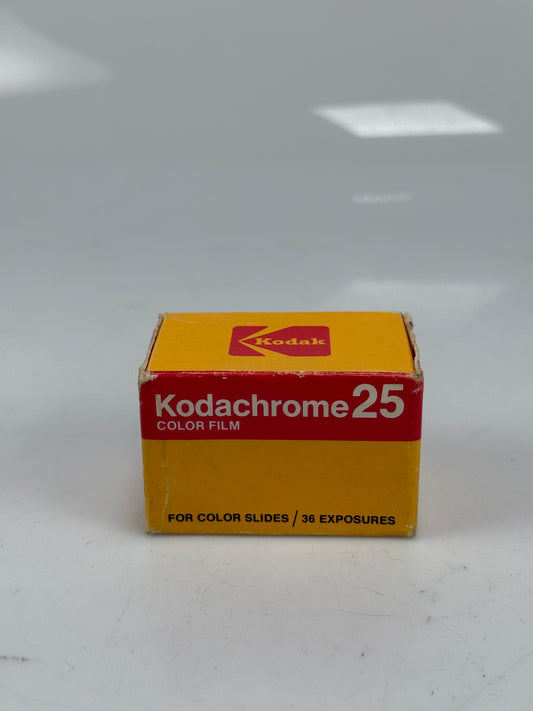 Kodak
Kodachrome 25
COLOR FILM
FOR COLOR SLIDES / 36 EXPOSURES